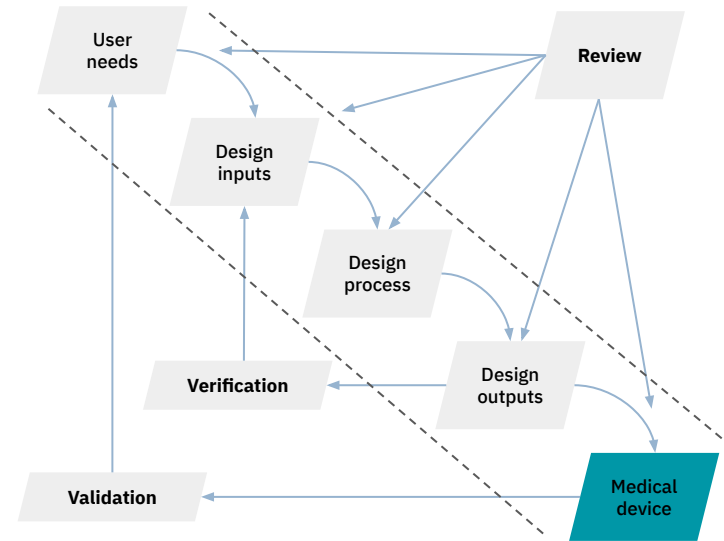 User
needs
Review
Design
inputs
Design
process
Design
outputs
Verification
Validation
Medical
device